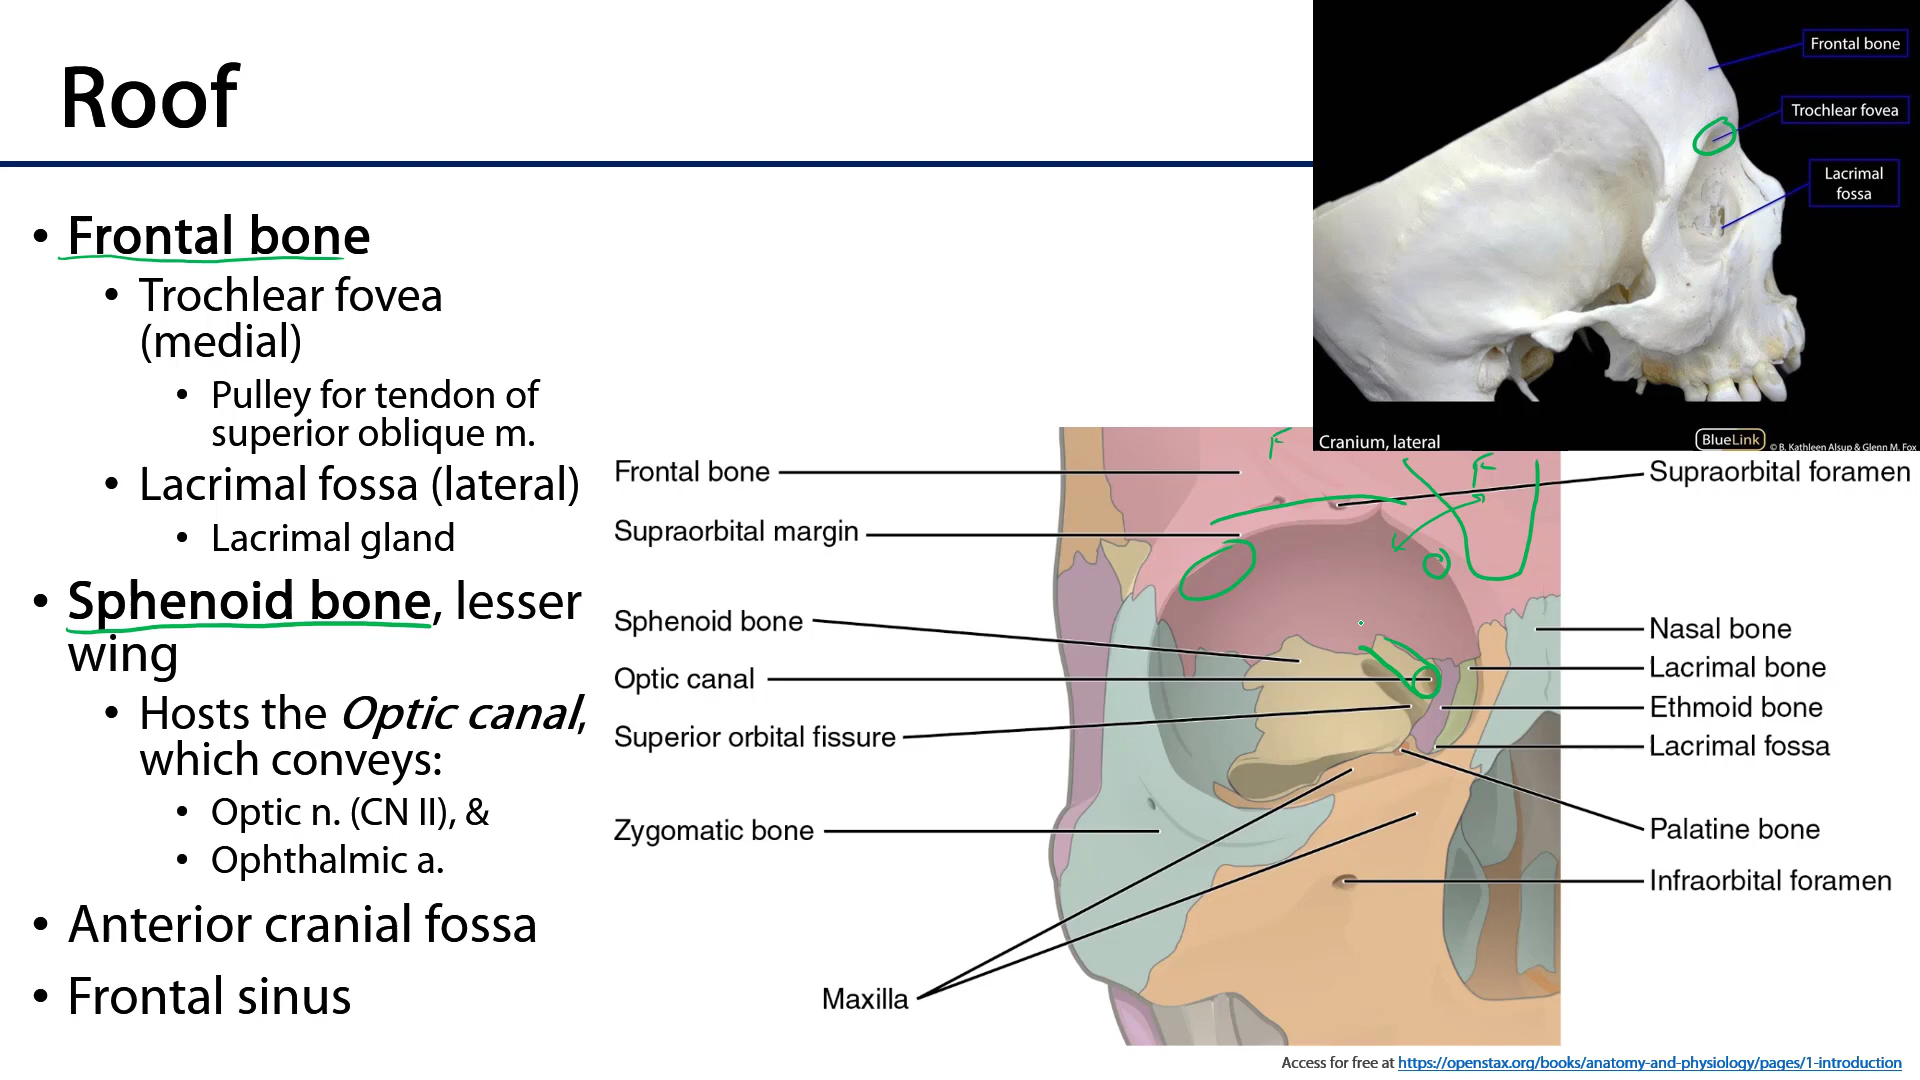 Roof
• Frontal bone
• Trochlear fovea
(medial)
• Pulley for tendon of
superior oblique m.
• Lacrimal fossa (lateral)
• Lacrimal gland
• Sphenoid bone, lesser
wing
• Hosts the Optic canal,
which conveys:
• Optic n. (CN II), &
• Ophthalmic a.
• Anterior cranial fossa
• Frontal sinus
Frontal bone
Trochlear fovea
Lacrimal
fossa
Cranium, lateral
BlueLink
© B. Kathleen Alsup & Glenn M. Fox
F
F
Frontal bone
Supraorbital margin
Sphenoid bone
Optic canal
Superior orbital fissure
Zygomatic bone
Maxilla
Supraorbital foramen
Nasal bone
Lacrimal bone
Ethmoid bone
Lacrimal fossa
Palatine bone
Infraorbital foramen
Access for free at https://openstax.org/books/anatomy-and-physiology/pages/1-introduction